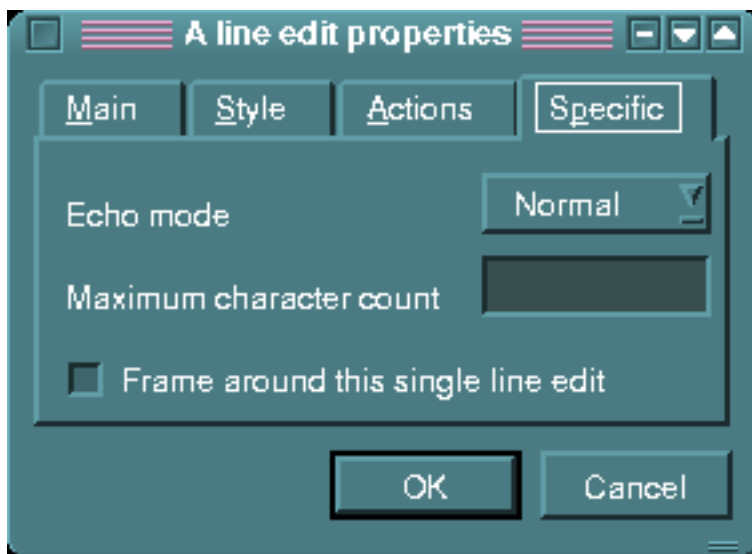 A line edit properties
Main Style Actions Specific
Echo mode Normal
Maximum character count
Frame around this single line edit
OK Cancel